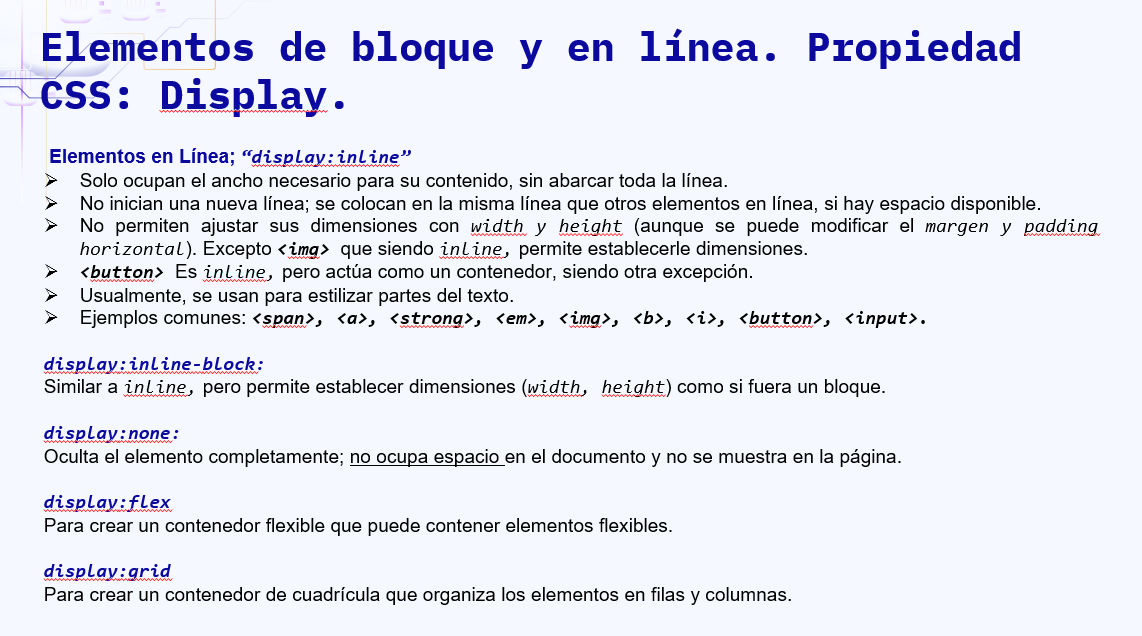 Elementos de bloque y en línea. Propiedad
CSS: Display.
Elementos en Línea; “display:inline”
➢ Solo ocupan el ancho necesario para su contenido, sin abarcar toda la línea.
➢ No inician una nueva línea; se colocan en la misma línea que otros elementos en línea, si hay espacio disponible.
➢ No permiten ajustar sus dimensiones con width y height (aunque se puede modificar el margen y padding
horizontal). Excepto <img> que siendo inline, permite establecerle dimensiones.
➢ <button> Es inline, pero actúa como un contenedor, siendo otra excepción.
➢ Usualmente, se usan para estilizar partes del texto.
➢ Ejemplos comunes: <span>, <a>, <strong>, <em>, <img>, <b>, <i>, <button>, <input>.
display:inline-block:
Similar a inline, pero permite establecer dimensiones (width, height) como si fuera un bloque.
display:none:
Oculta el elemento completamente; no ocupa espacio en el documento y no se muestra en la página.
display:flex
Para crear un contenedor flexible que puede contener elementos flexibles.
display:grid
Para crear un contenedor de cuadrícula que organiza los elementos en filas y columnas.